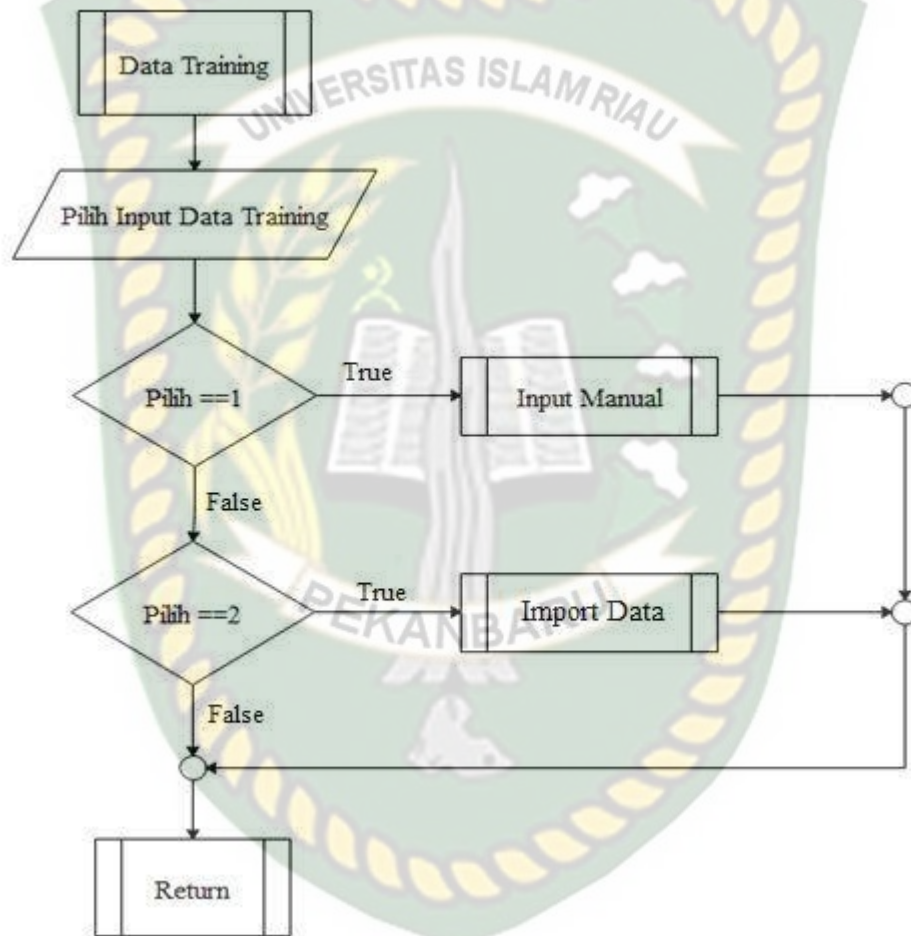 Data Training
UNIVERSITAS ISLAM RIAU
Pilih Input Data Training
Pilih ==1
True
Input Manual
False
Pilih ==2
True
Import Data
PEKANBARU
False
Return